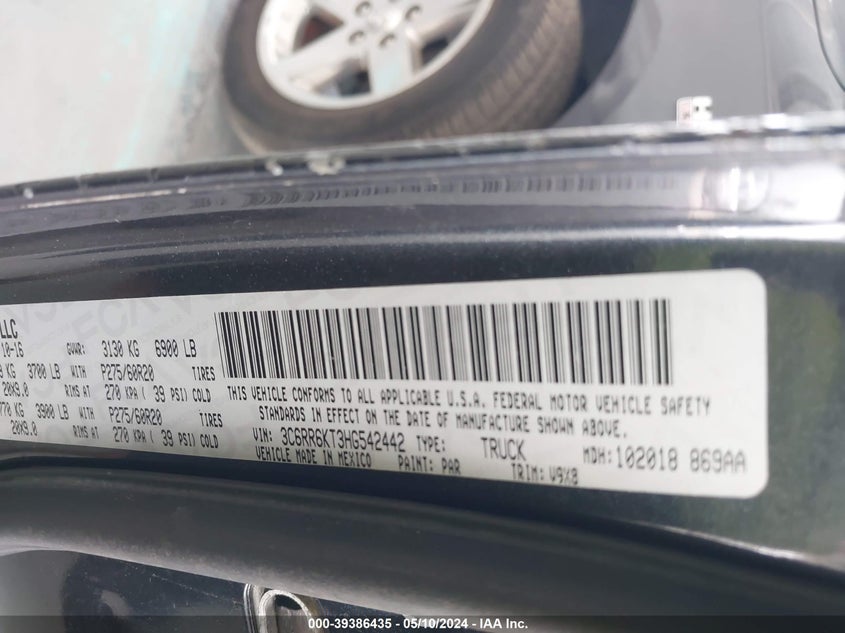 LLC
10-16 GVWR: 3130 KG 6900 LB
KG 3700 LB WITH P275/60R20 TIRES
20X9.0 RIMS AT 270 KPA ( 39 PSI) COLD
770 KG 3900 LB WITH P275/60R20 TIRES
20X9.0 RIMS AT 270 KPA ( 39 PSI) COLD
THIS VEHICLE CONFORMS TO ALL APPLICABLE U.S.A. FEDERAL MOTOR VEHICLE SAFETY
STANDARDS IN EFFECT ON THE DATE OF MANUFACTURE SHOWN ABOVE.
VIN: 3C6RR6KT3HG542442 TYPE: TRUCK MDH:102018 869AA
VEHICLE MADE IN MEXICO PAINT: PAR TRIM: V9X8
000-39386435 - 05/10/2024 - IAA Inc.